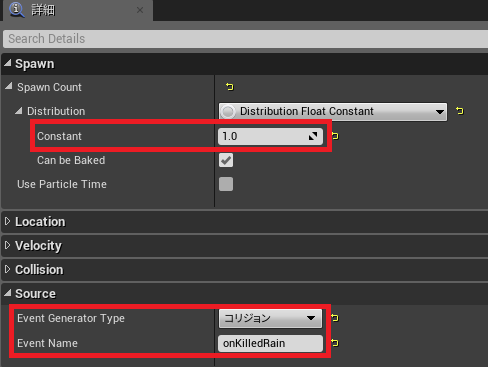 詳細
Search Details
Spawn
Spawn Count
Distribution
Distribution Float Constant
Constant
1.0
Can be Baked
Use Particle Time
Location
Velocity
Collision
Source
Event Generator Type
コリジョン
Event Name
onKilledRain